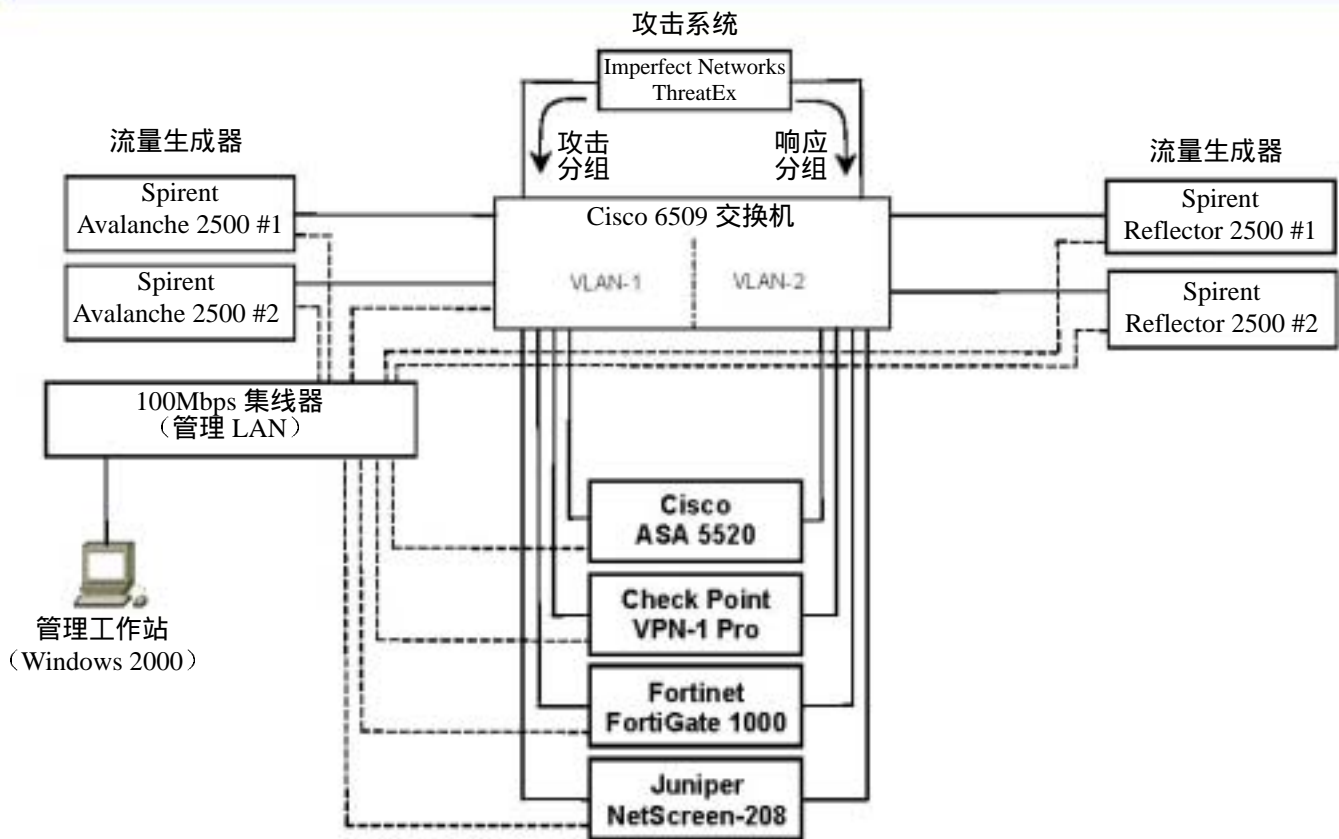 攻击系统
Imperfect Networks
ThreatEx
攻击
分组
响应
分组
流量生成器
流量生成器
Spirent
Avalanche 2500 #1
Spirent
Avalanche 2500 #2
Cisco 6509 交换机
VLAN-1
VLAN-2
Spirent
Reflector 2500 #1
Spirent
Reflector 2500 #2
100Mbps 集线器
（管理 LAN）
管理工作站
（Windows 2000）
Cisco
ASA 5520
Check Point
VPN-1 Pro
Fortinet
FortiGate 1000
Juniper
NetScreen-208